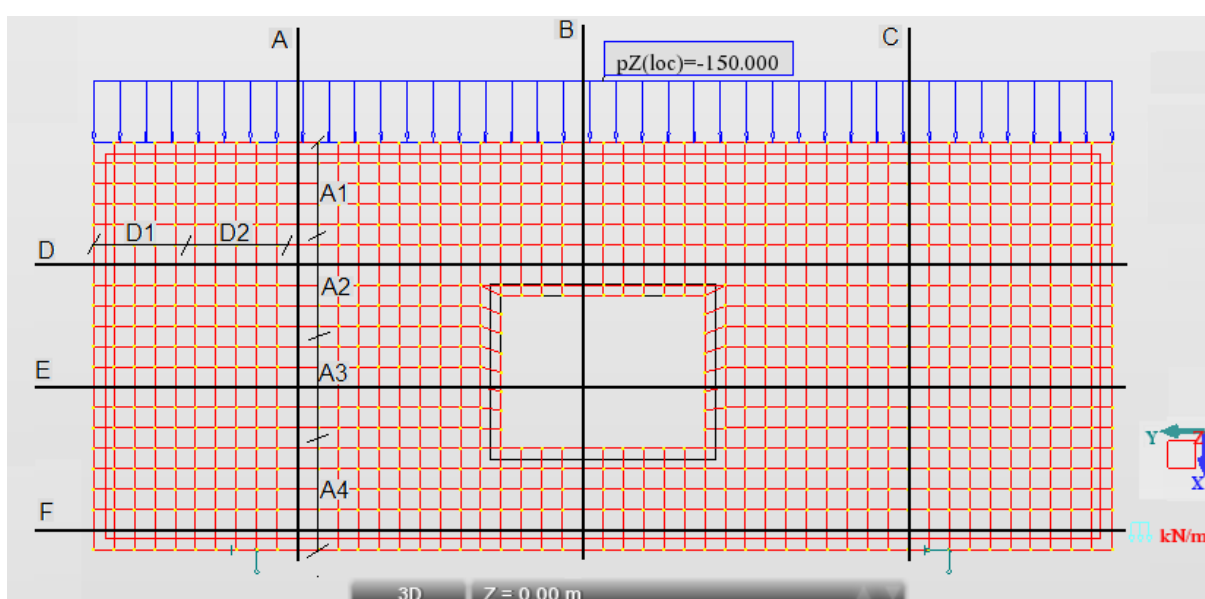 A
B
C
pZ(loc)=-150.000
A1
D1
D2
D
A2
E
A3
Y
Z
X
A4
F
kN/m
3D
Z = 0.00 m